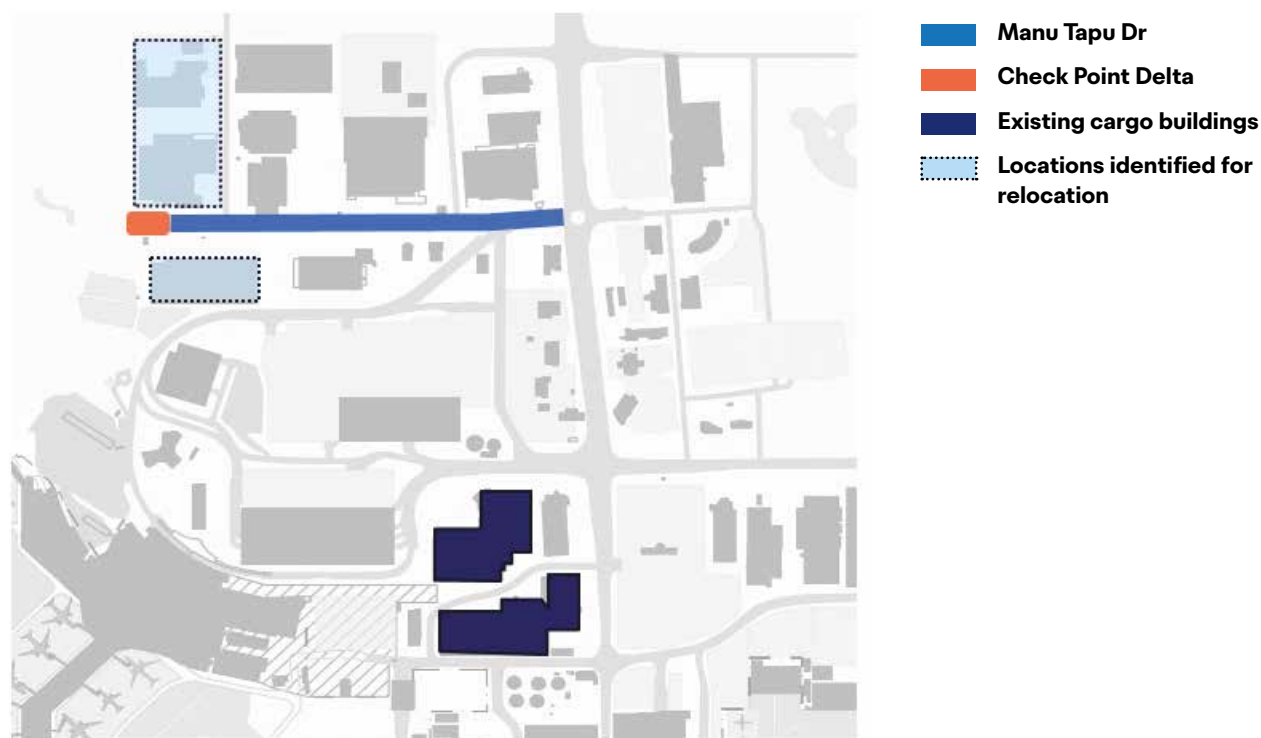 Manu Tapu Dr
Check Point Delta
Existing cargo buildings
Locations identified for
relocation